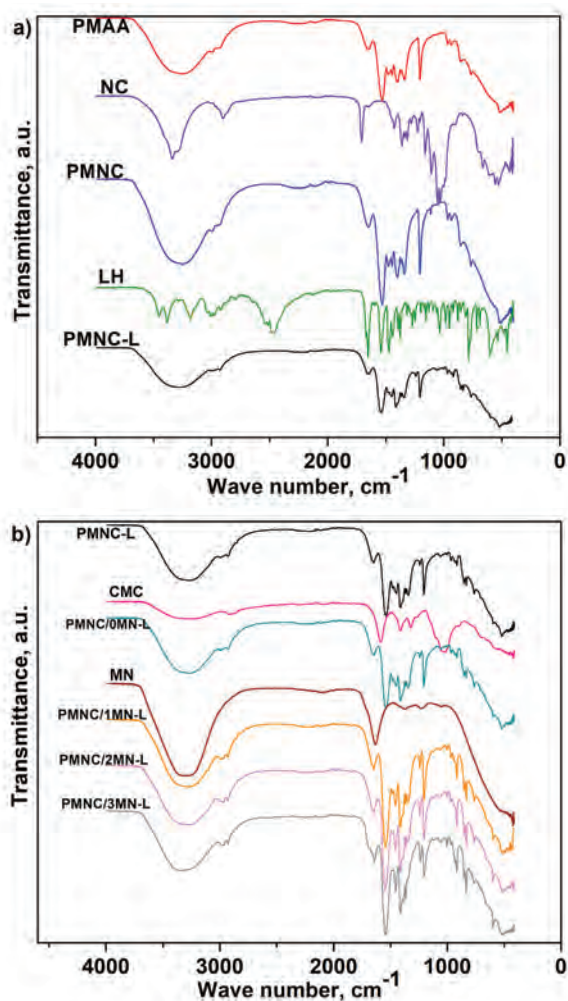 a)
PMAA
NC
PMNC
LH
PMNC-L
Transmittance, a.u.
4000 3000 2000 1000 0
Wave number, cm⁻¹
b)
PMNC-L
CMC
PMNC/0MN-L
MN
PMNC/1MN-L
PMNC/2MN-L
PMNC/3MN-L
Transmittance, a.u.
4000 3000 2000 1000 0
Wave number, cm⁻¹